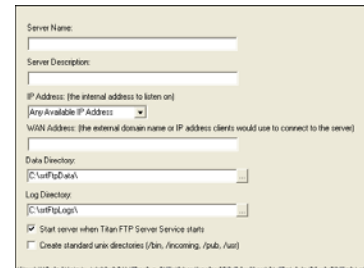 Server Name:
Server Description:
IP Address: (the internal address to listen on)
Any Available IP Address
WAN Address: (the external domain name or IP address clients would use to connect to the server)
Data Directory:
C:\srtFtpData\
...
Log Directory:
C:\srtFtpLogs\
...
Start server when Titan FTP Server Service starts
Create standard unix directories (/bin, /incoming, /pub, /usr)